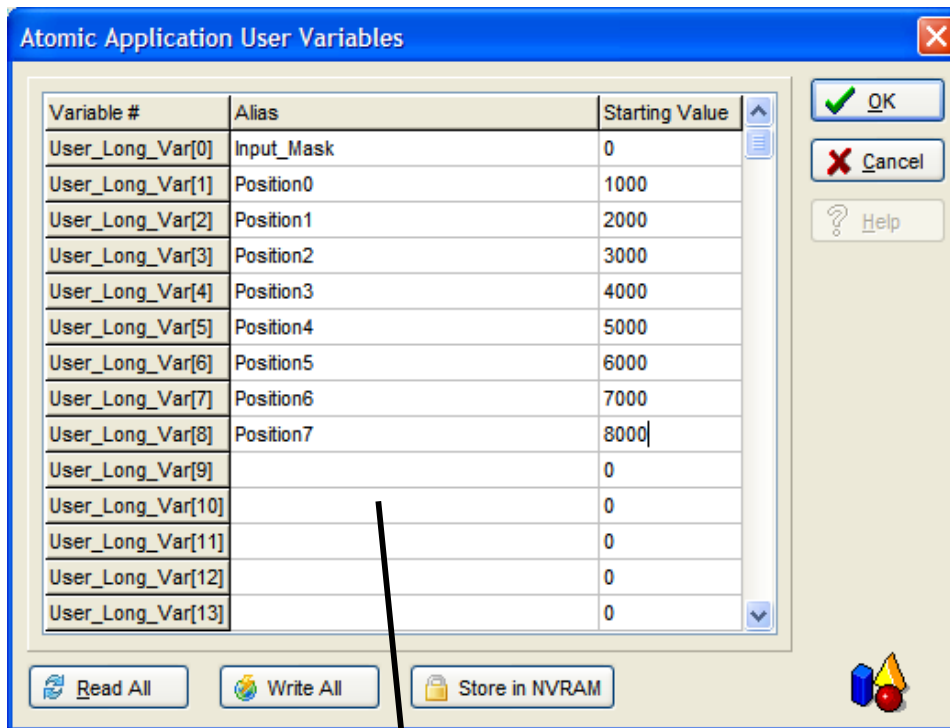 Atomic Application User Variables
Variable # Alias Starting Value
User_Long_Var[0] Input_Mask 0
User_Long_Var[1] Position0 1000
User_Long_Var[2] Position1 2000
User_Long_Var[3] Position2 3000
User_Long_Var[4] Position3 4000
User_Long_Var[5] Position4 5000
User_Long_Var[6] Position5 6000
User_Long_Var[7] Position6 7000
User_Long_Var[8] Position7 8000
User_Long_Var[9] 0
User_Long_Var[10] 0
User_Long_Var[11] 0
User_Long_Var[12] 0
User_Long_Var[13] 0
OK
Cancel
Help
Read All Write All Store in NVRAM